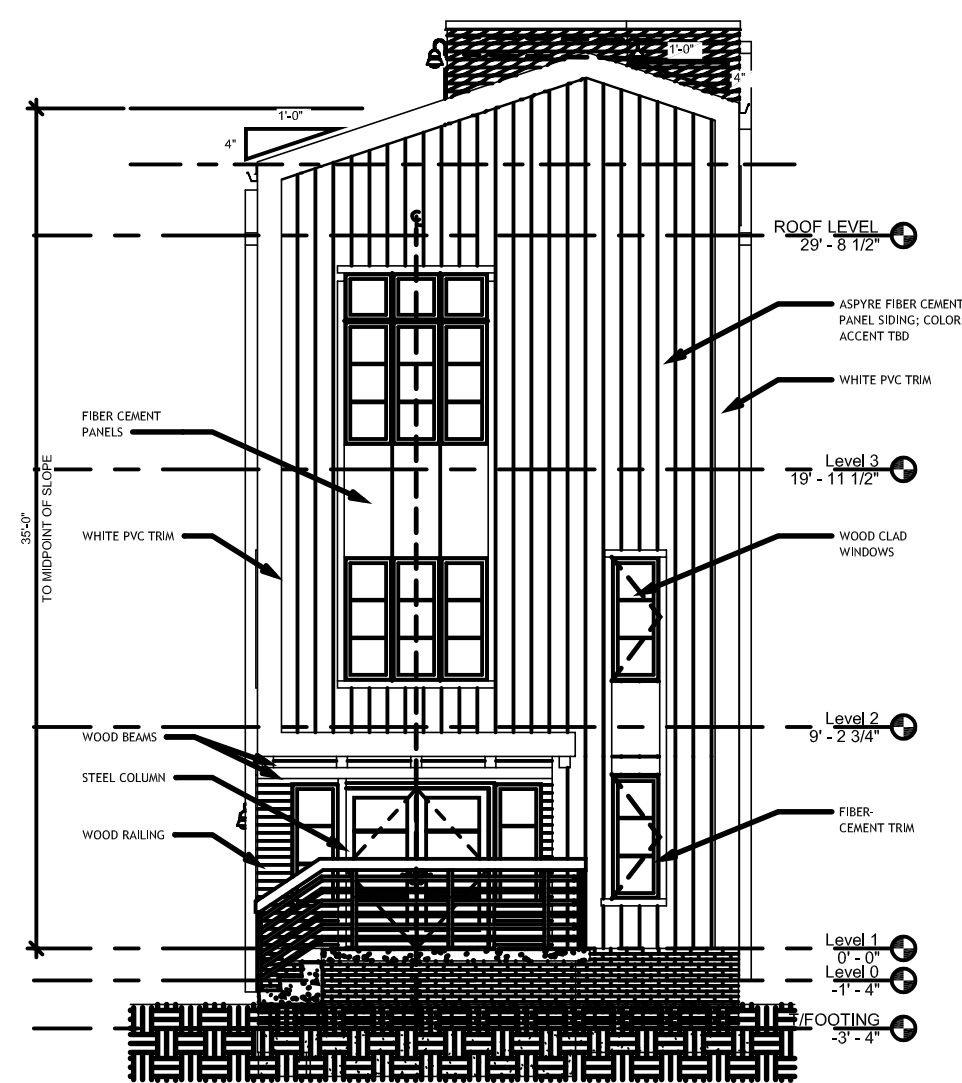 1'-0"
4"
1'-0"
4"
ROOF LEVEL
29' - 8 1/2"
ASPYRE FIBER CEMENT
PANEL SIDING; COLOR
ACCENT TBD
WHITE PVC TRIM
FIBER CEMENT
PANELS
Level 3
19' - 11 1/2"
35'-0"
TO MIDPOINT OF SLOPE
WHITE PVC TRIM
WOOD CLAD
WINDOWS
Level 2
9' - 2 3/4"
WOOD BEAMS
STEEL COLUMN
WOOD RAILING
FIBER-
CEMENT TRIM
Level 1
0' - 0"
Level 0
-1' - 4"
/FOOTING
-3' - 4"